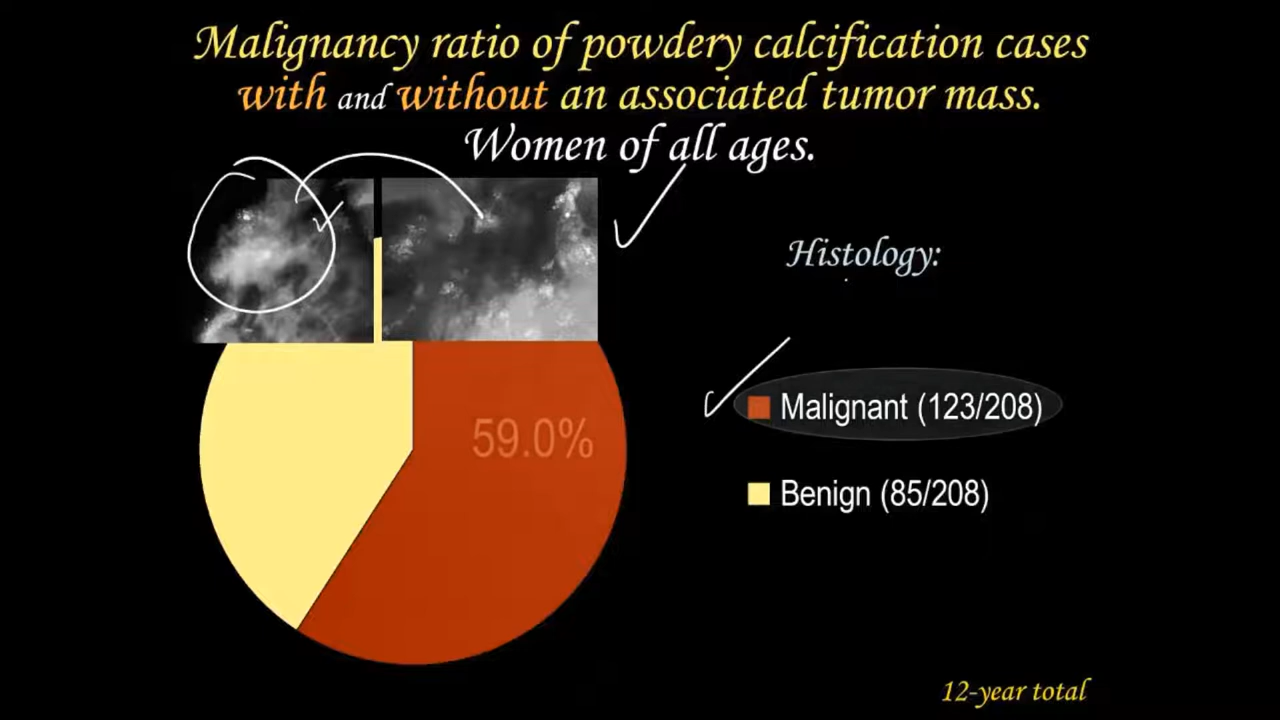 Malignancy ratio of powdery calcification cases
with and without an associated tumor mass.
Women of all ages.
Histology:
59.0%
Malignant (123/208)
Benign (85/208)
12-year total